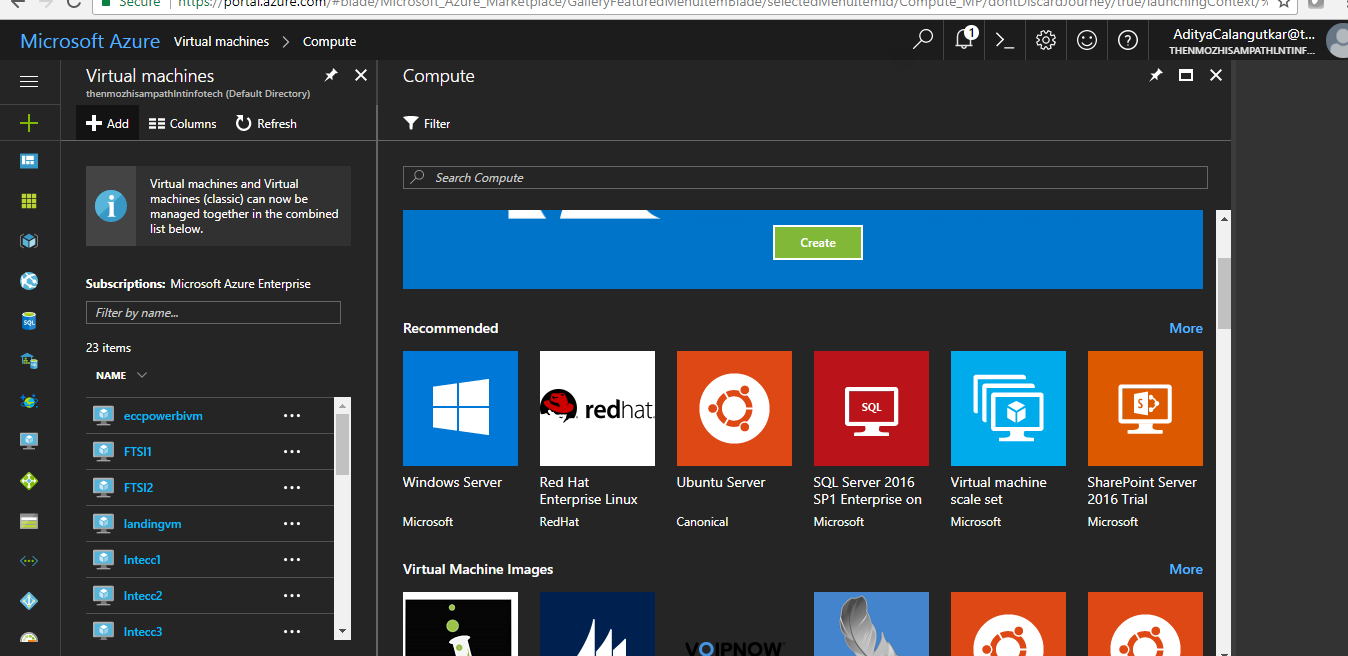 Secure
https://portal.azure.com/#blade/Microsoft_Azure_Marketplace/GalleryFeaturedMenuItemBlade/selectedMenuItemId/Compute_MP/dontDiscardJourney/true/launchingContext/%
Microsoft Azure Virtual machines > Compute
1
AdityaCalangutkar@t...
THENMOZHISAMPATHLNTINF...
Virtual machines
thenmozhisampathlntinfotech (Default Directory)
Add Columns Refresh
Virtual machines and Virtual
machines (classic) can now be
managed together in the combined
list below.
Subscriptions: Microsoft Azure Enterprise
Filter by name...
23 items
NAME
eccpowerbivm ...
FTSI1 ...
FTSI2 ...
landingvm ...
Intecc1 ...
Intecc2 ...
Intecc3 ...
SQL
Compute
Filter
Search Compute
Create
Recommended More
redhat.
SQL
S
Windows Server
Microsoft
Red Hat
Enterprise Linux
RedHat
Ubuntu Server
Canonical
SQL Server 2016
SP1 Enterprise on
Microsoft
Virtual machine
scale set
Microsoft
SharePoint Server
2016 Trial
Microsoft
Virtual Machine Images More
VOIPNOW